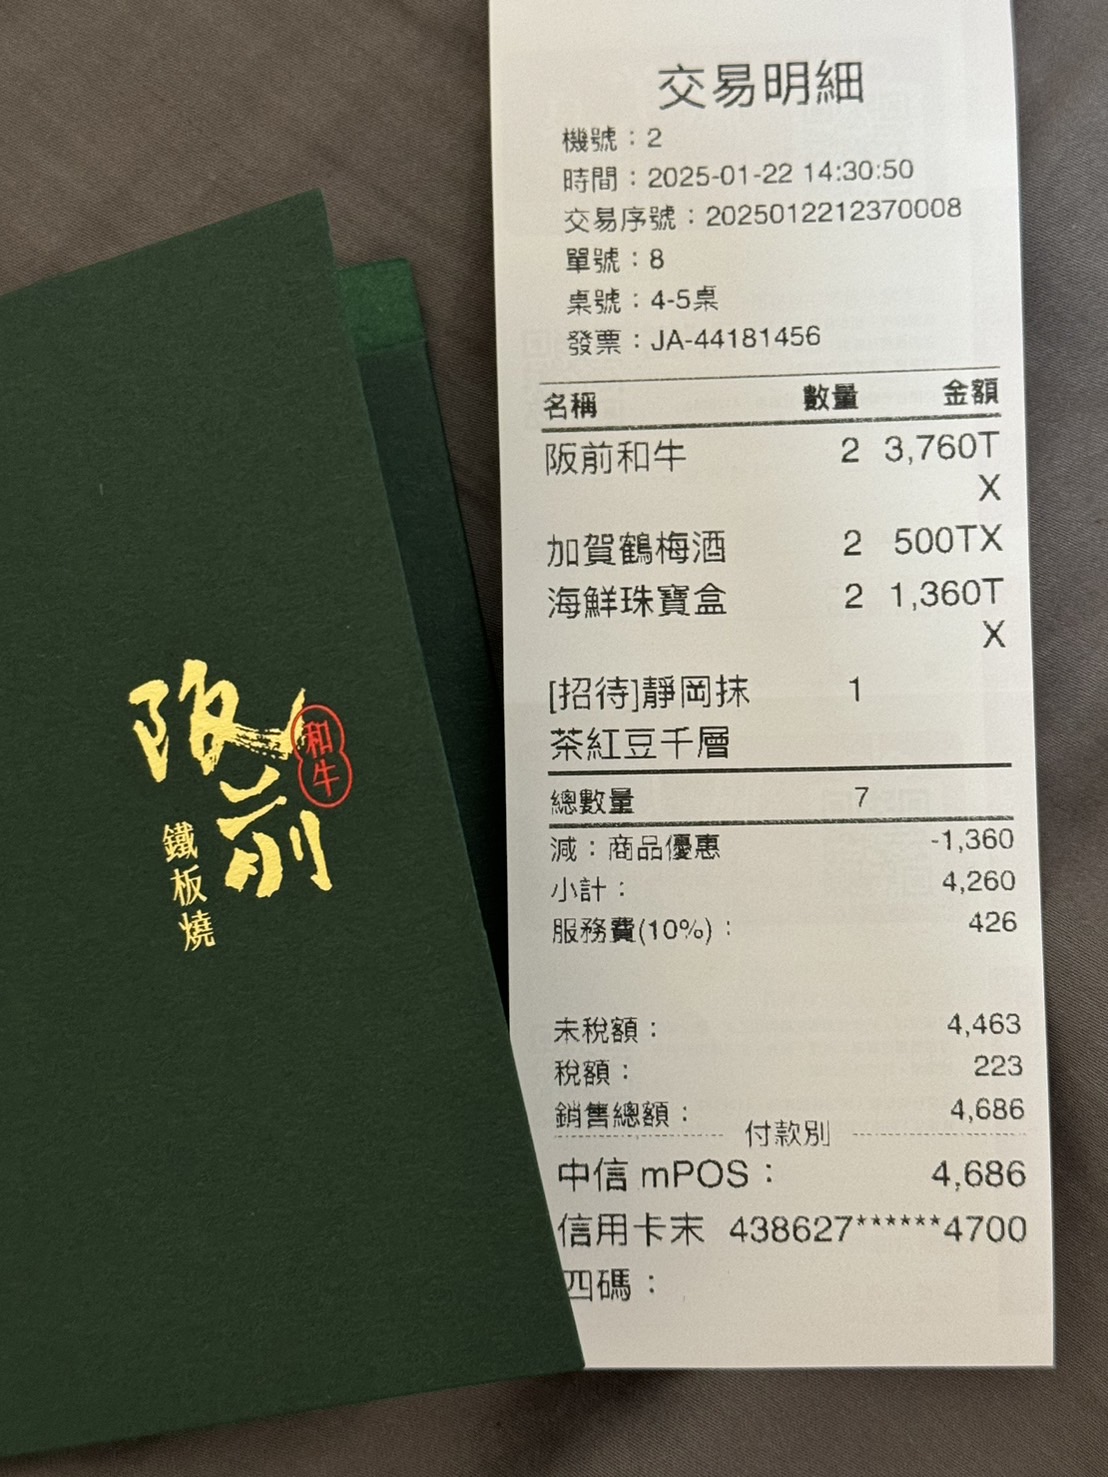 阪前
和牛
鐵板燒
交易明細
機號：2
時間：2025-01-22 14:30:50
交易序號：2025012212370008
單號：8
桌號：4-5桌
發票：JA-44181456
名稱 數量 金額
阪前和牛 2 3,760T
X
加賀鶴梅酒 2 500TX
海鮮珠寶盒 2 1,360T
X
[招待]靜岡抹 1
茶紅豆千層
總數量 7
減：商品優惠 -1,360
小計： 4,260
服務費(10%)： 426
未稅額： 4,463
稅額： 223
銷售總額： 4,686
付款別
中信 mPOS： 4,686
信用卡末 438627******4700
四碼：